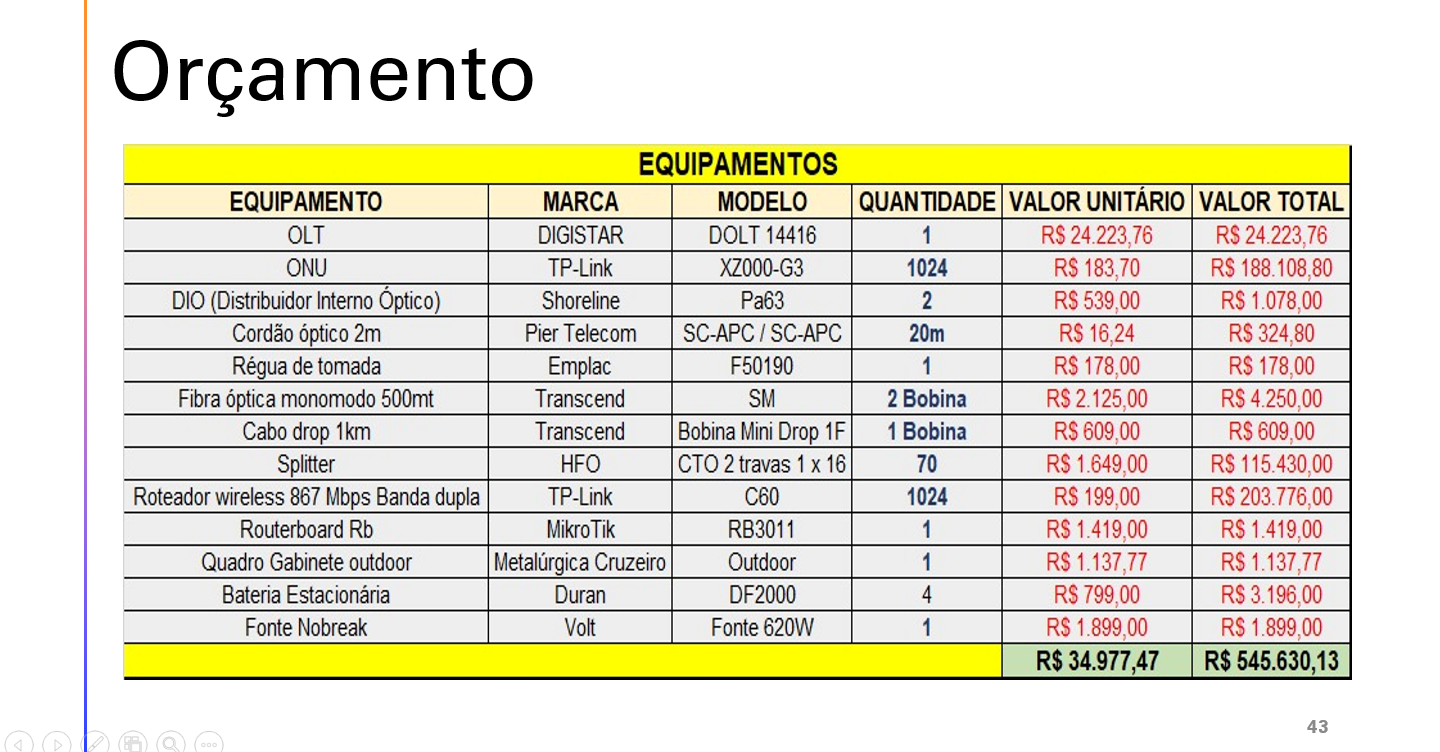 Orçamento
EQUIPAMENTOS
EQUIPAMENTO MARCA MODELO QUANTIDADE VALOR UNITÁRIO VALOR TOTAL
OLT DIGISTAR DOLT 14416 1 R$ 24.223,76 R$ 24.223,76
ONU TP-Link XZ000-G3 1024 R$ 183,70 R$ 188.108,80
DIO (Distribuidor Interno Óptico) Shoreline Pa63 2 R$ 539,00 R$ 1.078,00
Cordão óptico 2m Pier Telecom SC-APC / SC-APC 20m R$ 16,24 R$ 324,80
Régua de tomada Emplac F50190 1 R$ 178,00 R$ 178,00
Fibra óptica monomodo 500mt Transcend SM 2 Bobina R$ 2.125,00 R$ 4.250,00
Cabo drop 1km Transcend Bobina Mini Drop 1F 1 Bobina R$ 609,00 R$ 609,00
Splitter HFO CTO 2 travas 1 x 16 70 R$ 1.649,00 R$ 115.430,00
Roteador wireless 867 Mbps Banda dupla TP-Link C60 1024 R$ 199,00 R$ 203.776,00
Routerboard Rb MikroTik RB3011 1 R$ 1.419,00 R$ 1.419,00
Quadro Gabinete outdoor Metalúrgica Cruzeiro Outdoor 1 R$ 1.137,77 R$ 1.137,77
Bateria Estacionária Duran DF2000 4 R$ 799,00 R$ 3.196,00
Fonte Nobreak Volt Fonte 620W 1 R$ 1.899,00 R$ 1.899,00
R$ 34.977,47 R$ 545.630,13
43